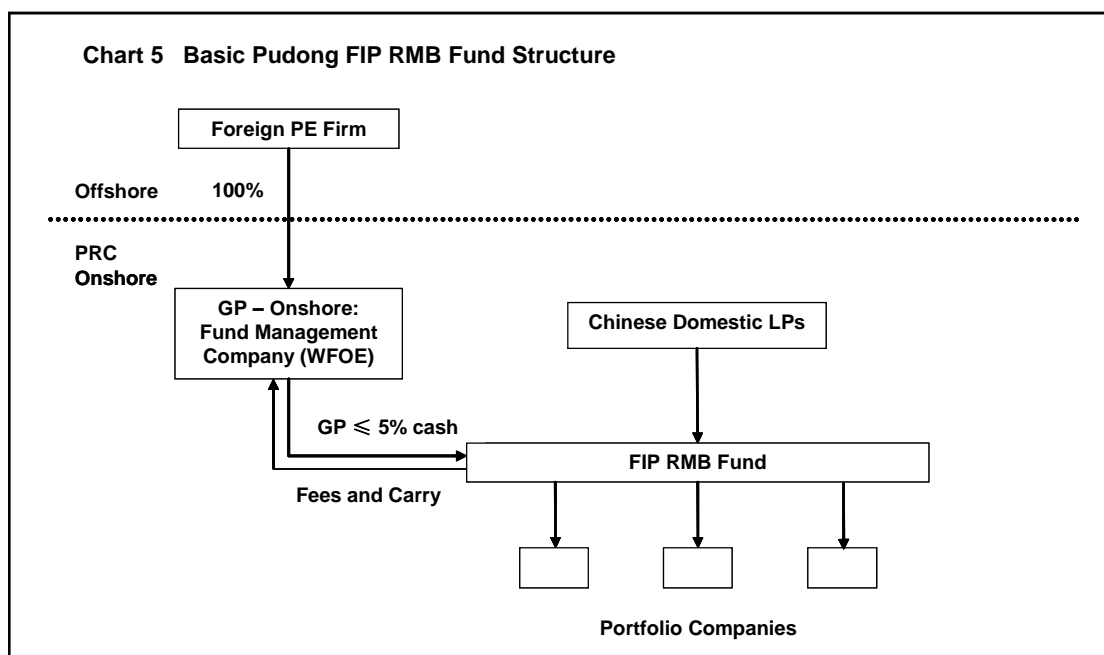 Chart 5 Basic Pudong FIP RMB Fund Structure
Foreign PE Firm
Offshore 100%
PRC
Onshore
GP – Onshore:
Fund Management
Company (WFOE)
Chinese Domestic LPs
GP ≤ 5% cash
FIP RMB Fund
Fees and Carry
Portfolio Companies